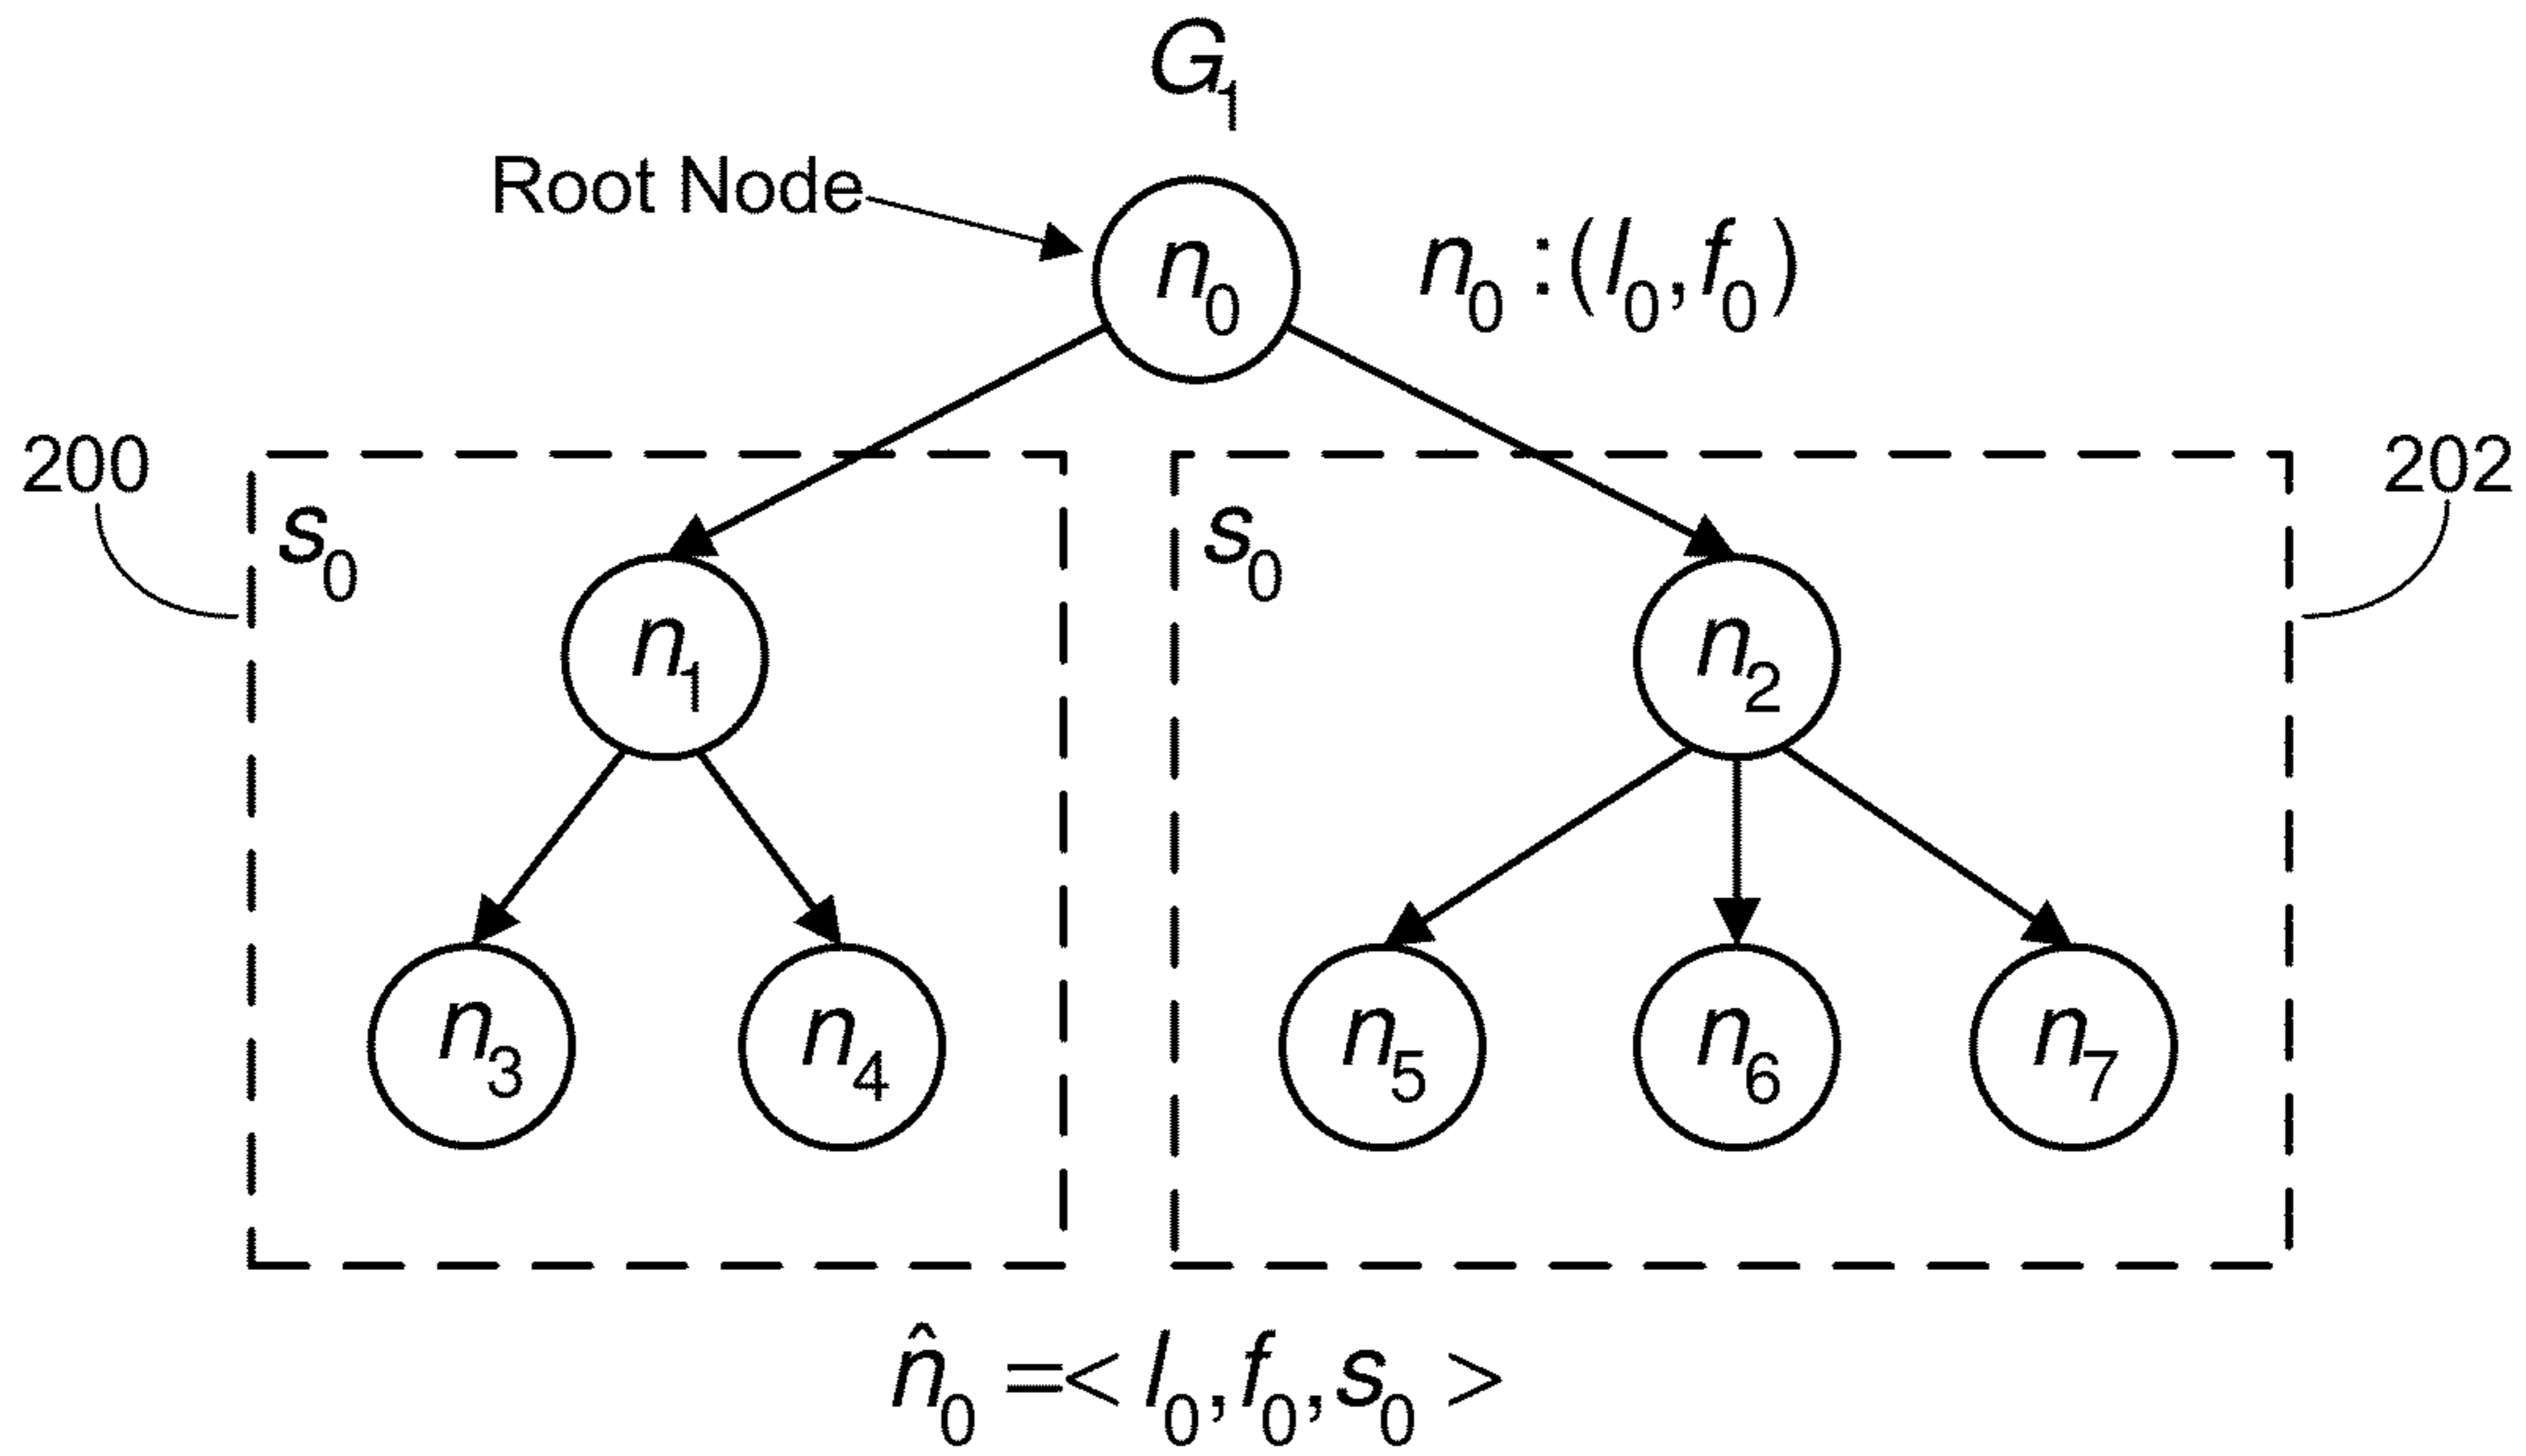 G₁
Root Node
n₀
n₀ : (l₀, f₀)
200
202
s₀
s₀
n₁
n₂
n₃
n₄
n₅
n₆
n₇
n̂₀ =< l₀, f₀, s₀ >